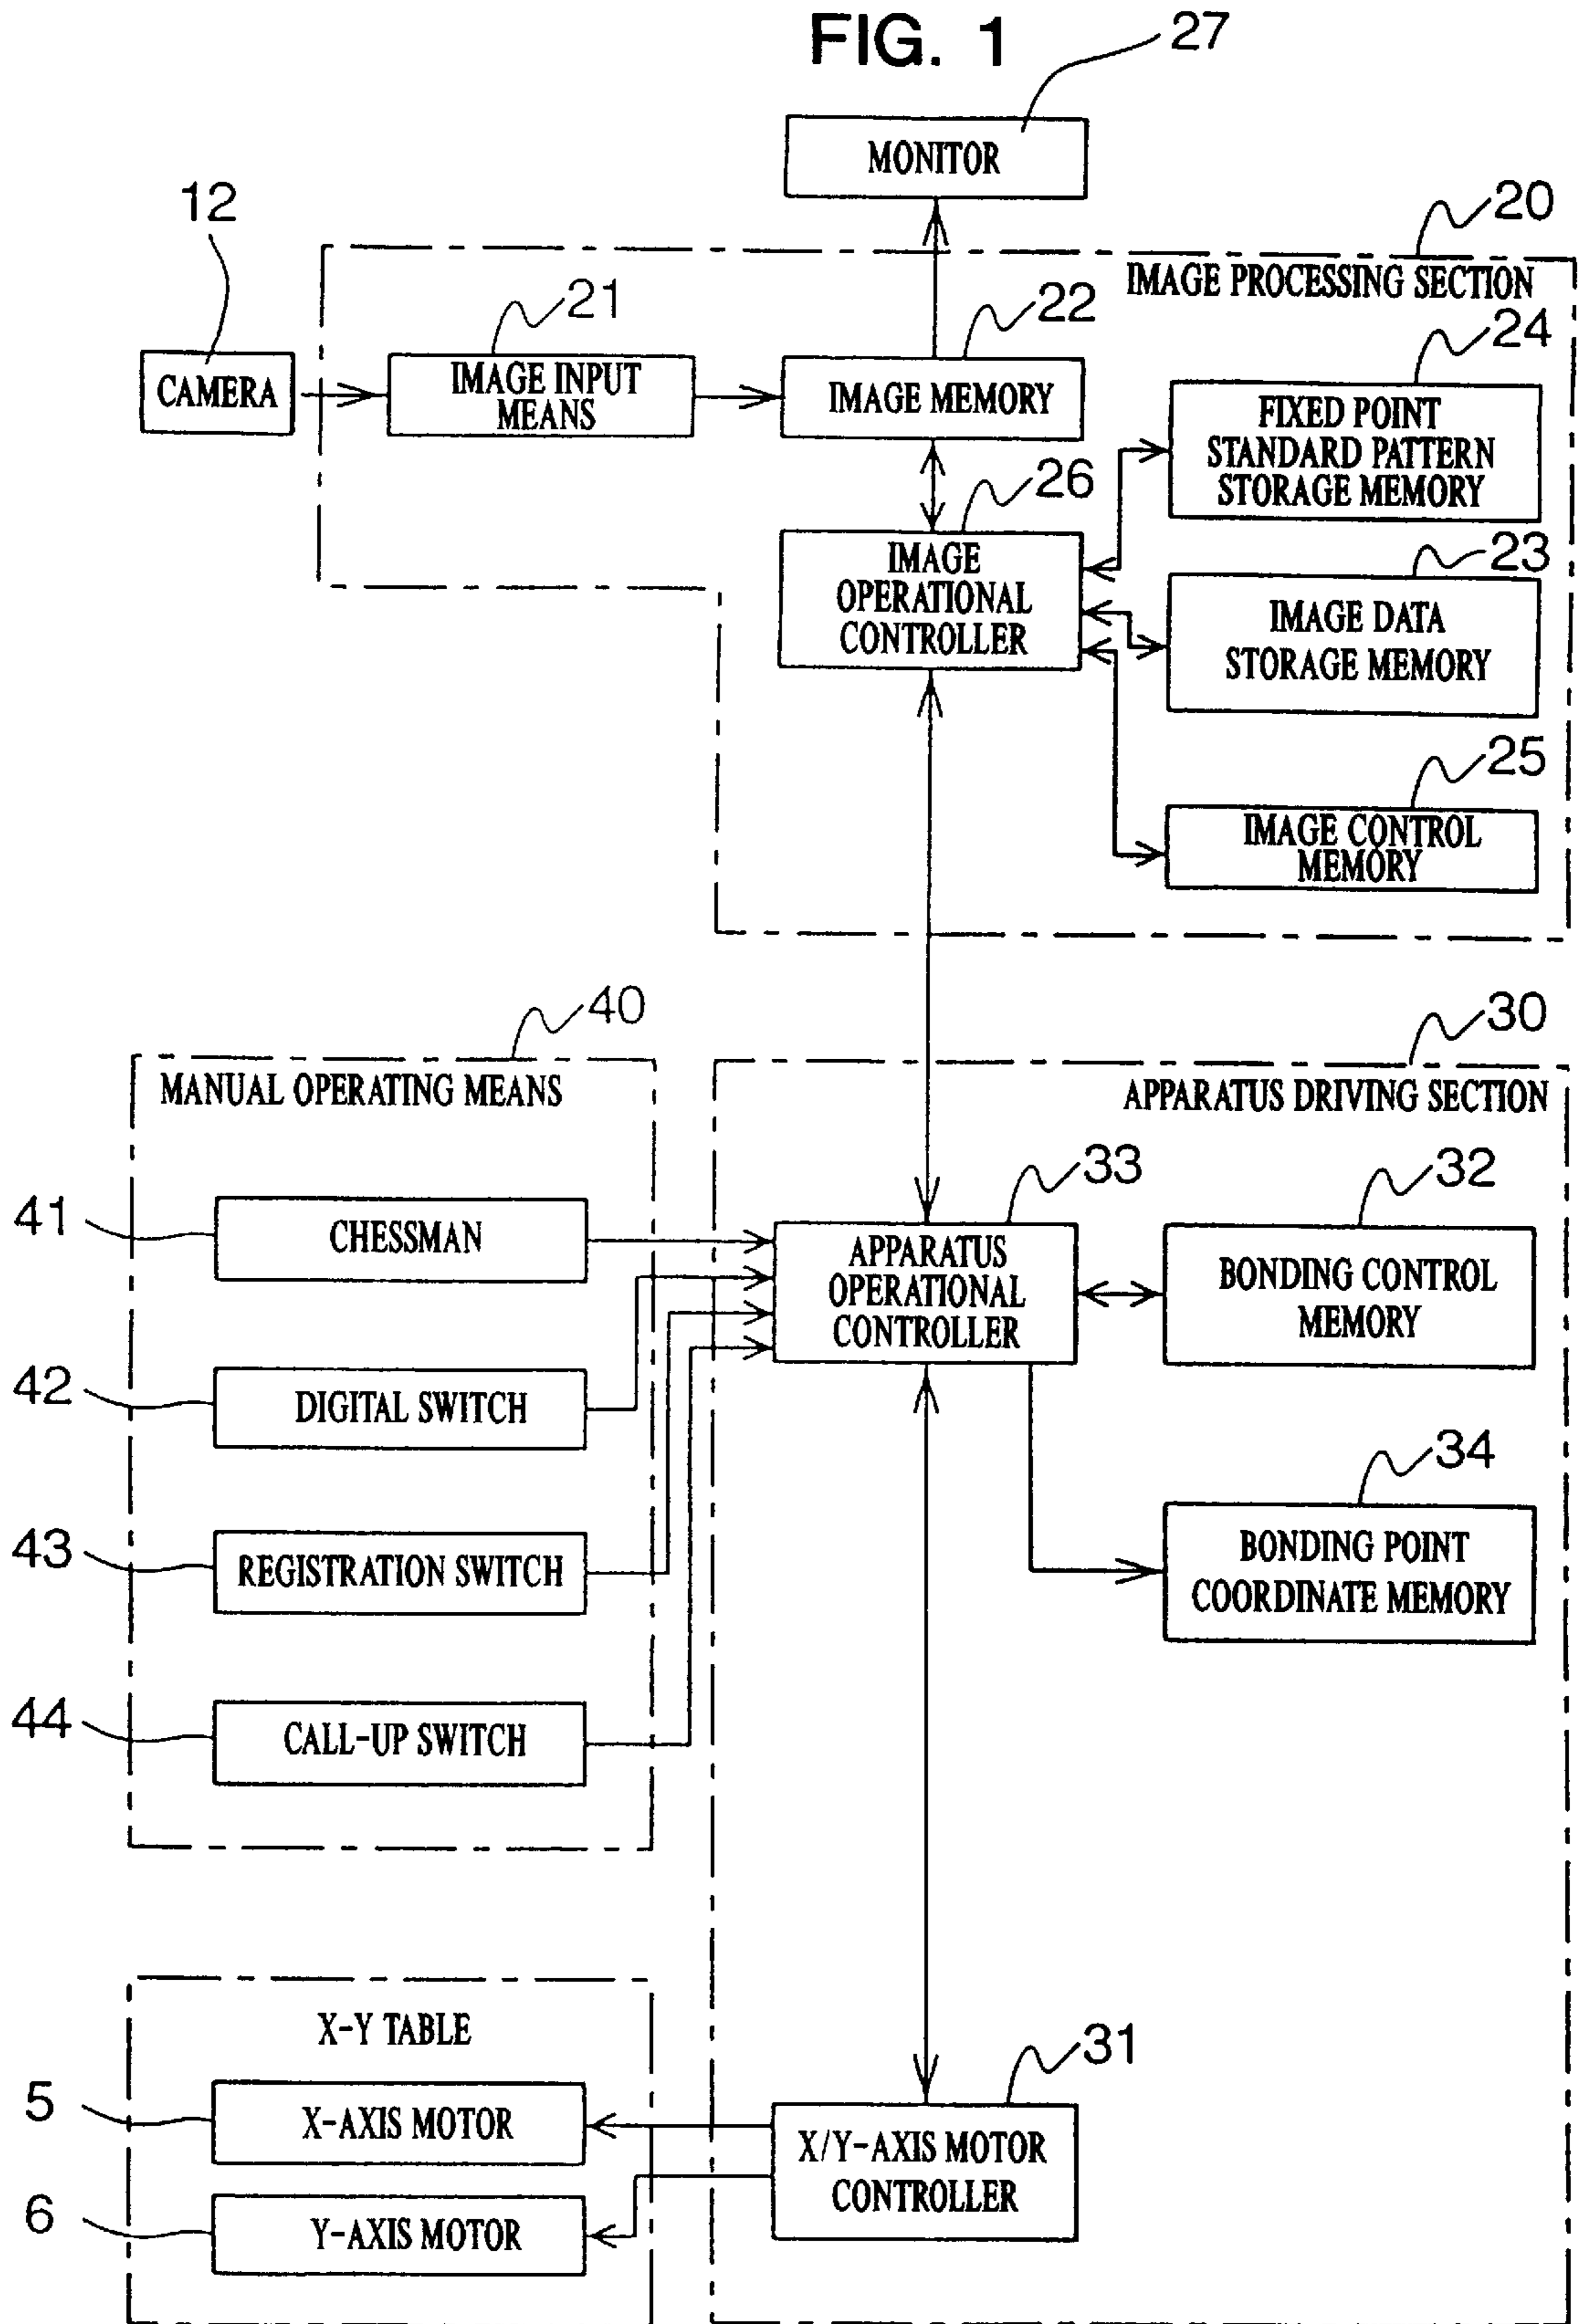 FIG. 1
27
MONITOR
12
20
IMAGE PROCESSING SECTION
21
22
24
CAMERA
IMAGE INPUT
MEANS
IMAGE MEMORY
FIXED POINT
STANDARD PATTERN
STORAGE MEMORY
26
IMAGE
OPERATIONAL
CONTROLLER
23
IMAGE DATA
STORAGE MEMORY
25
IMAGE CONTROL
MEMORY
40
MANUAL OPERATING MEANS
30
APPARATUS DRIVING SECTION
41
CHESSMAN
33
APPARATUS
OPERATIONAL
CONTROLLER
32
BONDING CONTROL
MEMORY
42
DIGITAL SWITCH
34
BONDING POINT
COORDINATE MEMORY
43
REGISTRATION SWITCH
44
CALL-UP SWITCH
X-Y TABLE
31
5
X-AXIS MOTOR
X/Y-AXIS MOTOR
CONTROLLER
6
Y-AXIS MOTOR